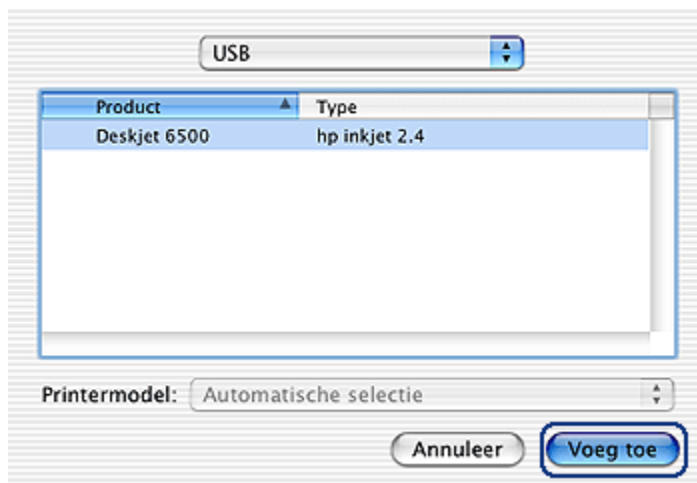 USB
Product Type
Deskjet 6500 hp inkjet 2.4
Printermodel: Automatische selectie
Annuleer Voeg toe